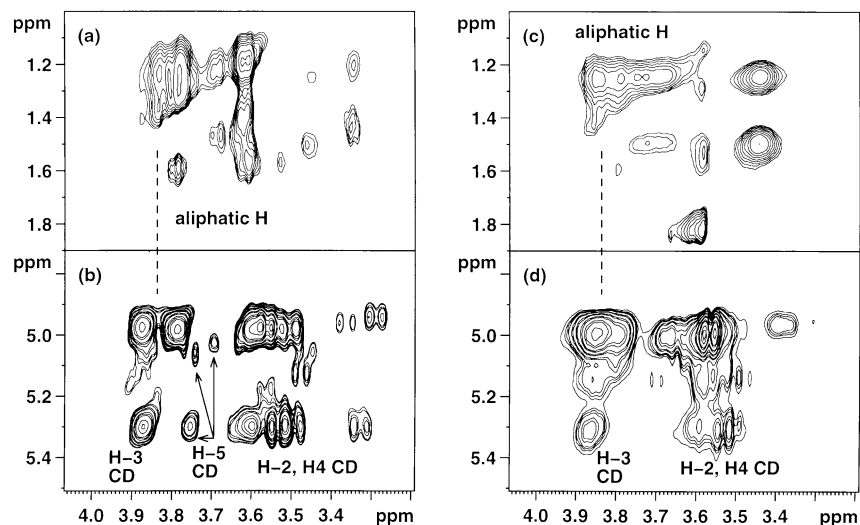 ppm
(a)
1.2
1.4
1.6
1.8
aliphatic H
ppm
(b)
5.0
5.2
5.4
H–3
CD
H–5
CD
H–2, H4 CD
4.0 3.9 3.8 3.7 3.6 3.5 3.4 ppm
ppm
(c)
aliphatic H
1.2
1.4
1.6
1.8
ppm
(d)
5.0
5.2
5.4
H–3
CD
H–2, H4 CD
4.0 3.9 3.8 3.7 3.6 3.5 3.4 ppm